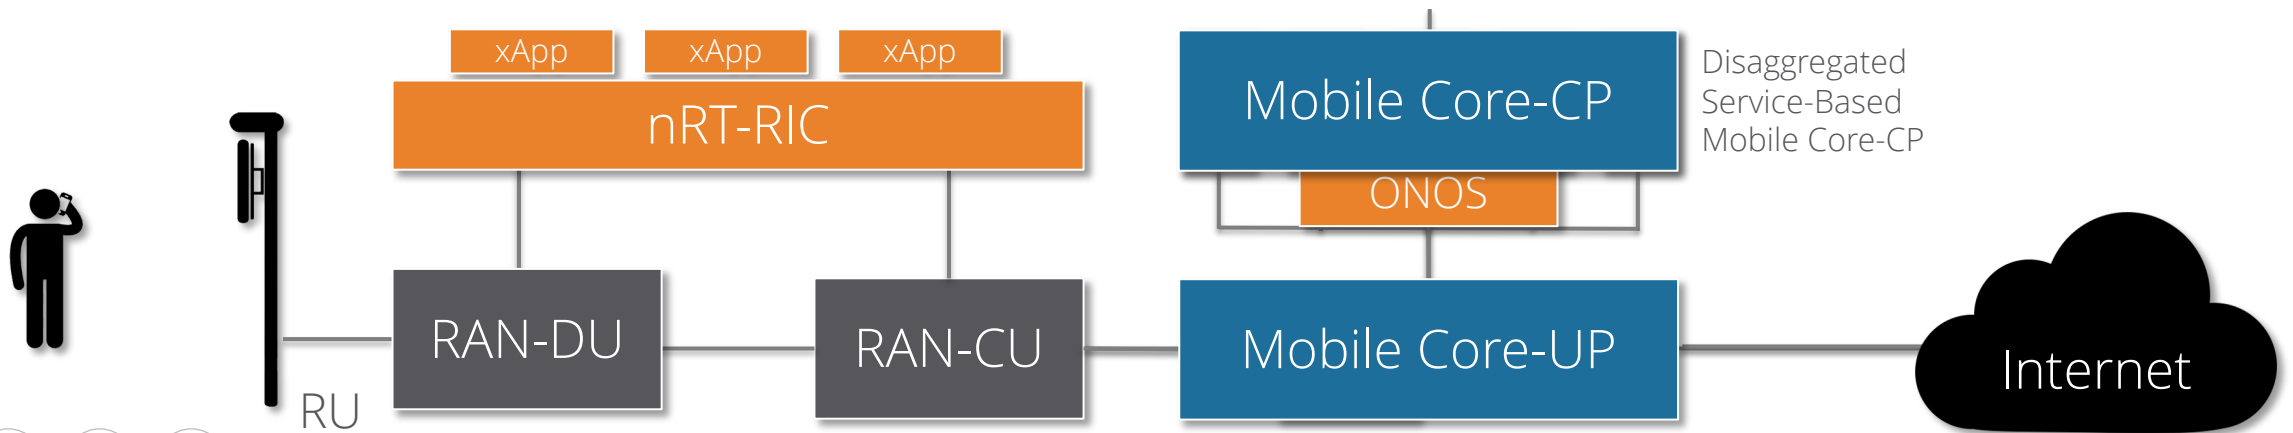 xApp
xApp
xApp
nRT-RIC
Mobile Core-CP
Disaggregated
Service-Based
Mobile Core-CP
ONOS
RAN-DU
RAN-CU
Mobile Core-UP
Internet
RU